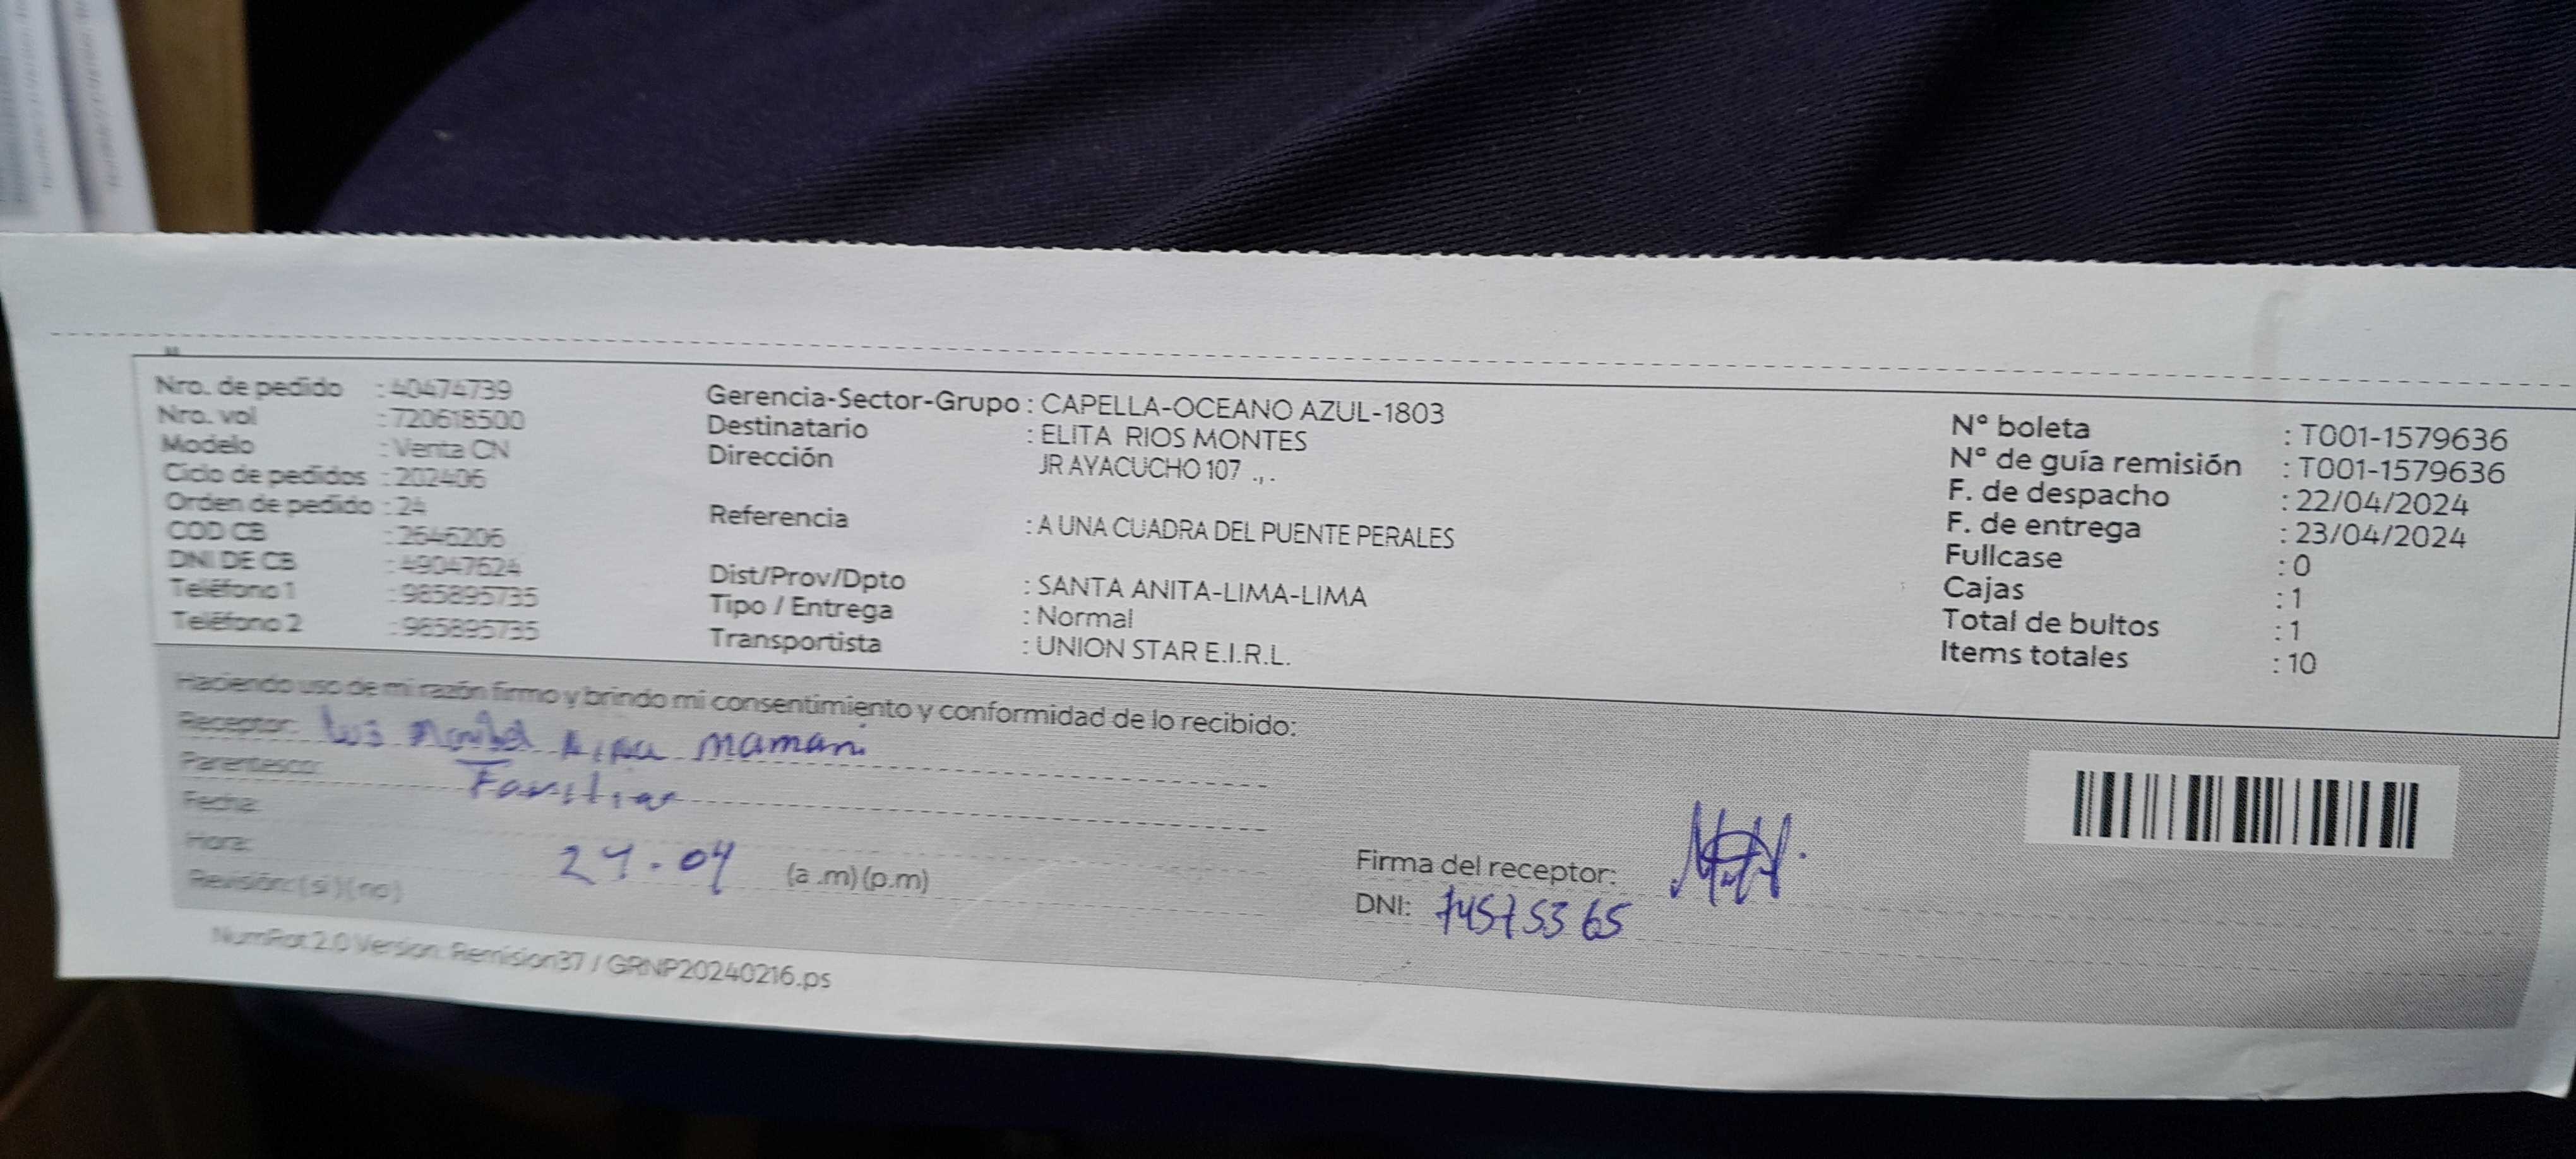 Nro. de pedido : 40474739
Nro. vol : 720618500
Modelo : Venta CN
Ciclo de pedidos : 202406
Orden de pedido : 24
COD CB : 2646206
DNI DE CB : 49047624
Teléfono 1 : 985895735
Teléfono 2 : 985895735
Gerencia-Sector-Grupo : CAPELLA-OCEANO AZUL-1803
Destinatario : ELITA RIOS MONTES
Dirección JR AYACUCHO 107 .,.
Referencia : A UNA CUADRA DEL PUENTE PERALES
Dist/Prov/Dpto : SANTA ANITA-LIMA-LIMA
Tipo / Entrega : Normal
Transportista : UNION STAR E.I.R.L.
N° boleta : T001-1579636
N° de guía remisión : T001-1579636
F. de despacho : 22/04/2024
F. de entrega : 23/04/2024
Fullcase : 0
Cajas : 1
Total de bultos : 1
Items totales : 10
Haciendo uso de mi razón firmo y brindo mi consentimiento y conformidad de lo recibido:
Receptor: Mamani
Parentesco: Familiar
Fecha:
Hora: 24-04 (a .m) (p.m)
Revisión: ( si ) ( no )
Firma del receptor:
DNI: 74575365
NumRot 2.0 Version: Remision37 / GRNP20240216.ps